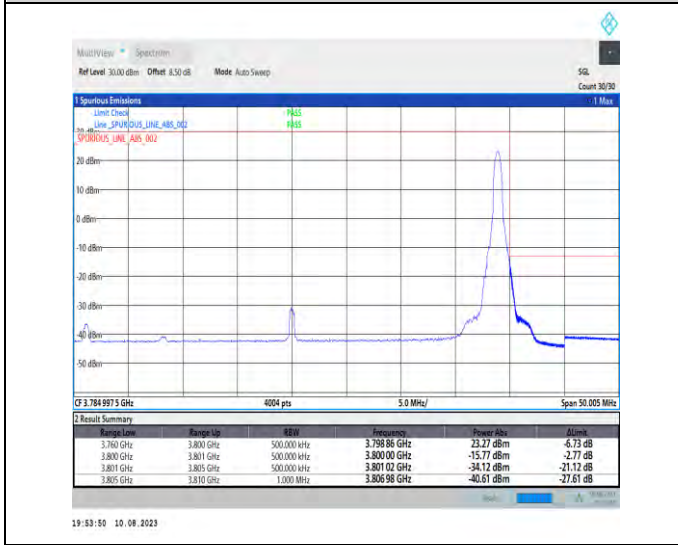 MultiView Spectrum
Ref Level 30.00 dBm Offset 8.50 dB Mode Auto Sweep SGL
Count 30/30
1 Spurious Emissions 1 Max
Limit Check PASS
Line _SPURIOUS_LINE_ABS_002 PASS
_SPURIOUS_LINE_ABS_002
20 dBm
10 dBm
0 dBm
-10 dBm
-20 dBm
-30 dBm
-40 dBm
-50 dBm
CF 3.784 997 5 GHz 4004 pts 5.0 MHz/ Span 50.005 MHz
2 Result Summary
Range Low Range Up RBW Frequency Power Abs ΔLimit
3.760 GHz 3.800 GHz 500.000 kHz 3.798 86 GHz 23.27 dBm -6.73 dB
3.800 GHz 3.801 GHz 500.000 kHz 3.800 00 GHz -15.77 dBm -2.77 dB
3.801 GHz 3.805 GHz 500.000 kHz 3.801 02 GHz -34.12 dBm -21.12 dB
3.805 GHz 3.810 GHz 1.000 MHz 3.806 98 GHz -40.61 dBm -27.61 dB
19:53:50 10.08.2023